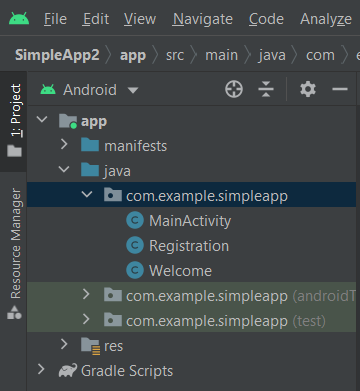 File Edit View Navigate Code Analyze
SimpleApp2 app src main java com
1: Project
Android
app
manifests
java
com.example.simpleapp
C MainActivity
C Registration
C Welcome
com.example.simpleapp (androidT
com.example.simpleapp (test)
res
Gradle Scripts
Resource Manager